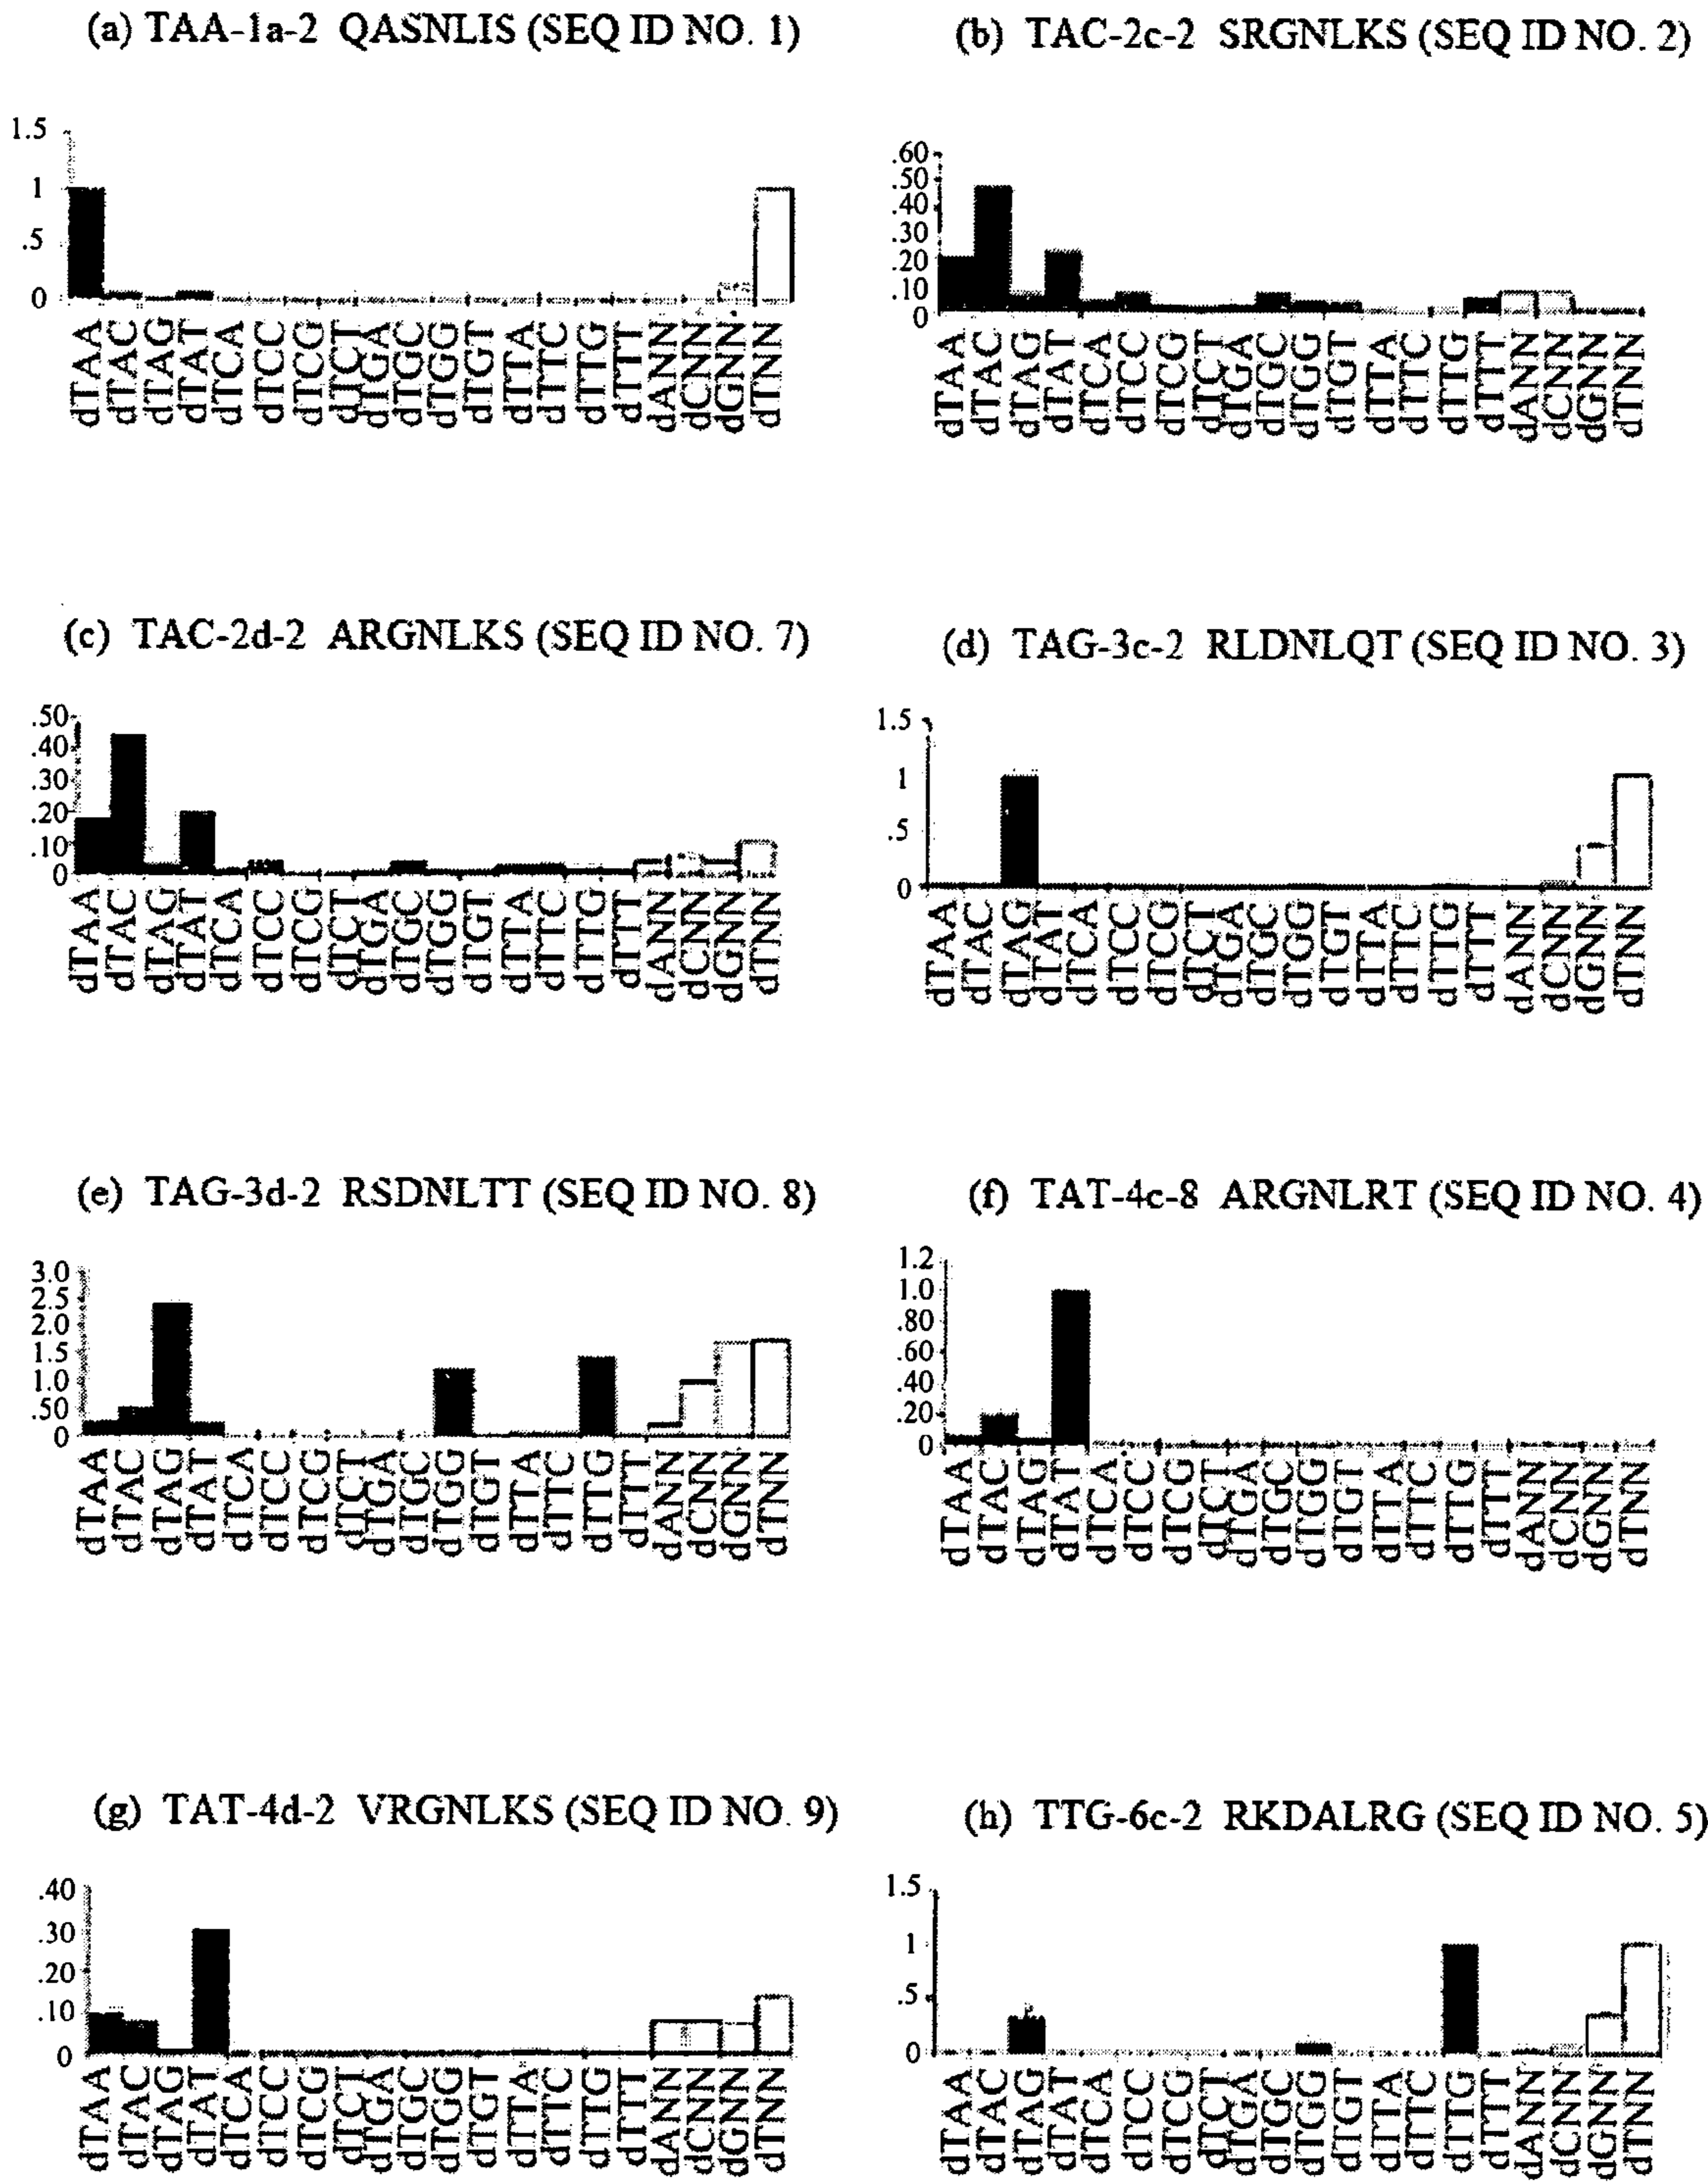 (a) TAA-1a-2 QASNLIS (SEQ ID NO. 1)
1.5
1
.5
0
dTAA dTAC dTAG dTAT dTCA dTCC dTCG dTCT dTGA dTGC dTGG dTGT dTTA dTTC dTTG dTTT dANN dCNN dGNN dTNN
(b) TAC-2c-2 SRGNLKS (SEQ ID NO. 2)
.60
.50
.40
.30
.20
.10
0
dTAA dTAC dTAG dTAT dTCA dTCC dTCG dTCT dTGA dTGC dTGG dTGT dTTA dTTC dTTG dTTT dANN dCNN dGNN dTNN
(c) TAC-2d-2 ARGNLKS (SEQ ID NO. 7)
.50
.40
.30
.20
.10
0
dTAA dTAC dTAG dTAT dTCA dTCC dTCG dTCT dTGA dTGC dTGG dTGT dTTA dTTC dTTG dTTT dANN dCNN dGNN dTNN
(d) TAG-3c-2 RLDNLQT (SEQ ID NO. 3)
1.5
1
.5
0
dTAA dTAC dTAG dTAT dTCA dTCC dTCG dTCT dTGA dTGC dTGG dTGT dTTA dTTC dTTG dTTT dANN dCNN dGNN dTNN
(e) TAG-3d-2 RSDNLTT (SEQ ID NO. 8)
3.0
2.5
2.0
1.5
1.0
.50
0
dTAA dTAC dTAG dTAT dTCA dTCC dTCG dTCT dTGA dTGC dTGG dTGT dTTA dTTC dTTG dTTT dANN dCNN dGNN dTNN
(f) TAT-4c-8 ARGNLRT (SEQ ID NO. 4)
1.2
1.0
.80
.60
.40
.20
0
dTAA dTAC dTAG dTAT dTCA dTCC dTCG dTCT dTGA dTGC dTGG dTGT dTTA dTTC dTTG dTTT dANN dCNN dGNN dTNN
(g) TAT-4d-2 VRGNLKS (SEQ ID NO. 9)
.40
.30
.20
.10
0
dTAA dTAC dTAG dTAT dTCA dTCC dTCG dTCT dTGA dTGC dTGG dTGT dTTA dTTC dTTG dTTT dANN dCNN dGNN dTNN
(h) TTG-6c-2 RKDALRG (SEQ ID NO. 5)
1.5
1
.5
0
dTAA dTAC dTAG dTAT dTCA dTCC dTCG dTCT dTGA dTGC dTGG dTGT dTTA dTTC dTTG dTTT dANN dCNN dGNN dTNN